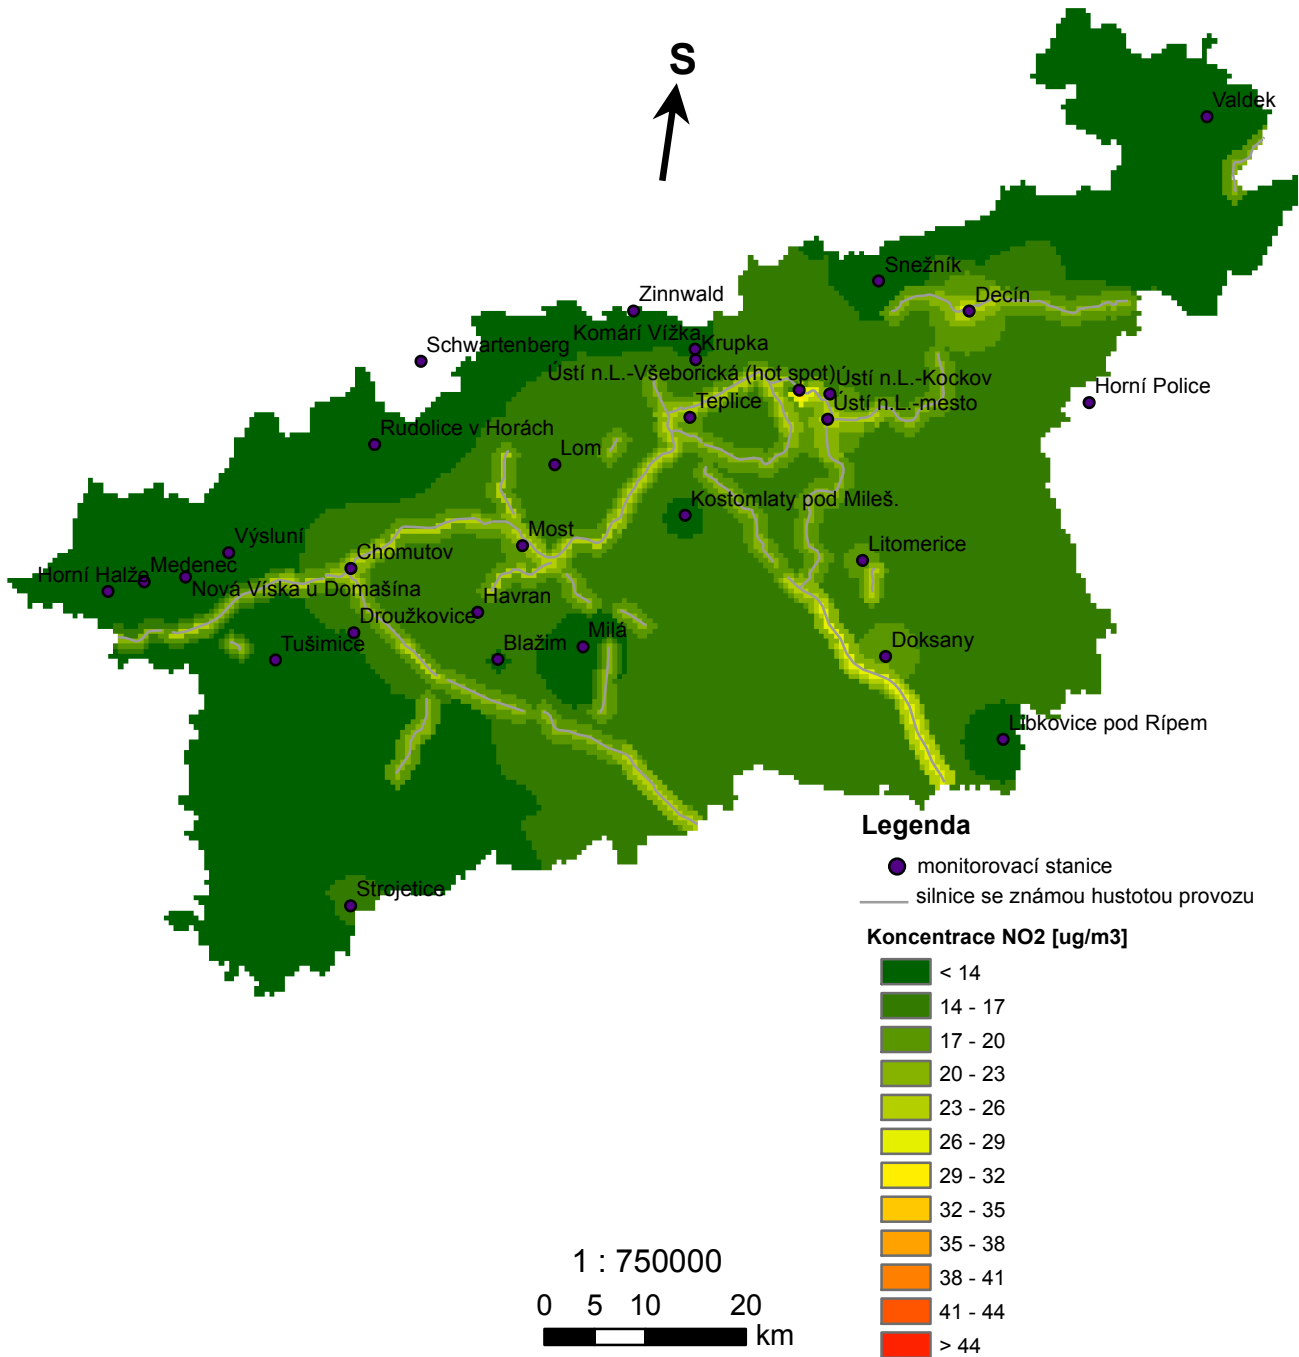 S
Valdek
Snežník
Decín
Zinnwald
Komárí Vížka
Krupka
Schwartenberg
Ústí n.L.-Všeborická (hot spot)
Ústí n.L.-Kockov
Horní Police
Teplice
Ústí n.L.-mesto
Rudolice v Horách
Lom
Kostomlaty pod Mileš.
Most
Výsluní
Chomutov
Litomerice
Medenec
Horní Halže
Nová Víska u Domašína
Havran
Droužkovice
Milá
Tušimice
Blažim
Doksany
Libkovice pod Rípem
Strojetice
Legenda
monitorovací stanice
silnice se známou hustotou provozu
Koncentrace NO2 [ug/m3]
< 14
14 - 17
17 - 20
20 - 23
23 - 26
26 - 29
29 - 32
32 - 35
35 - 38
38 - 41
41 - 44
> 44
1 : 750000
0 5 10 20
km